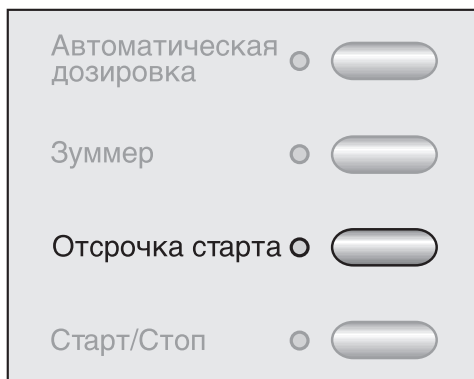 Автоматическая
дозировка
Зуммер
Отсрочка старта
Старт/Стоп